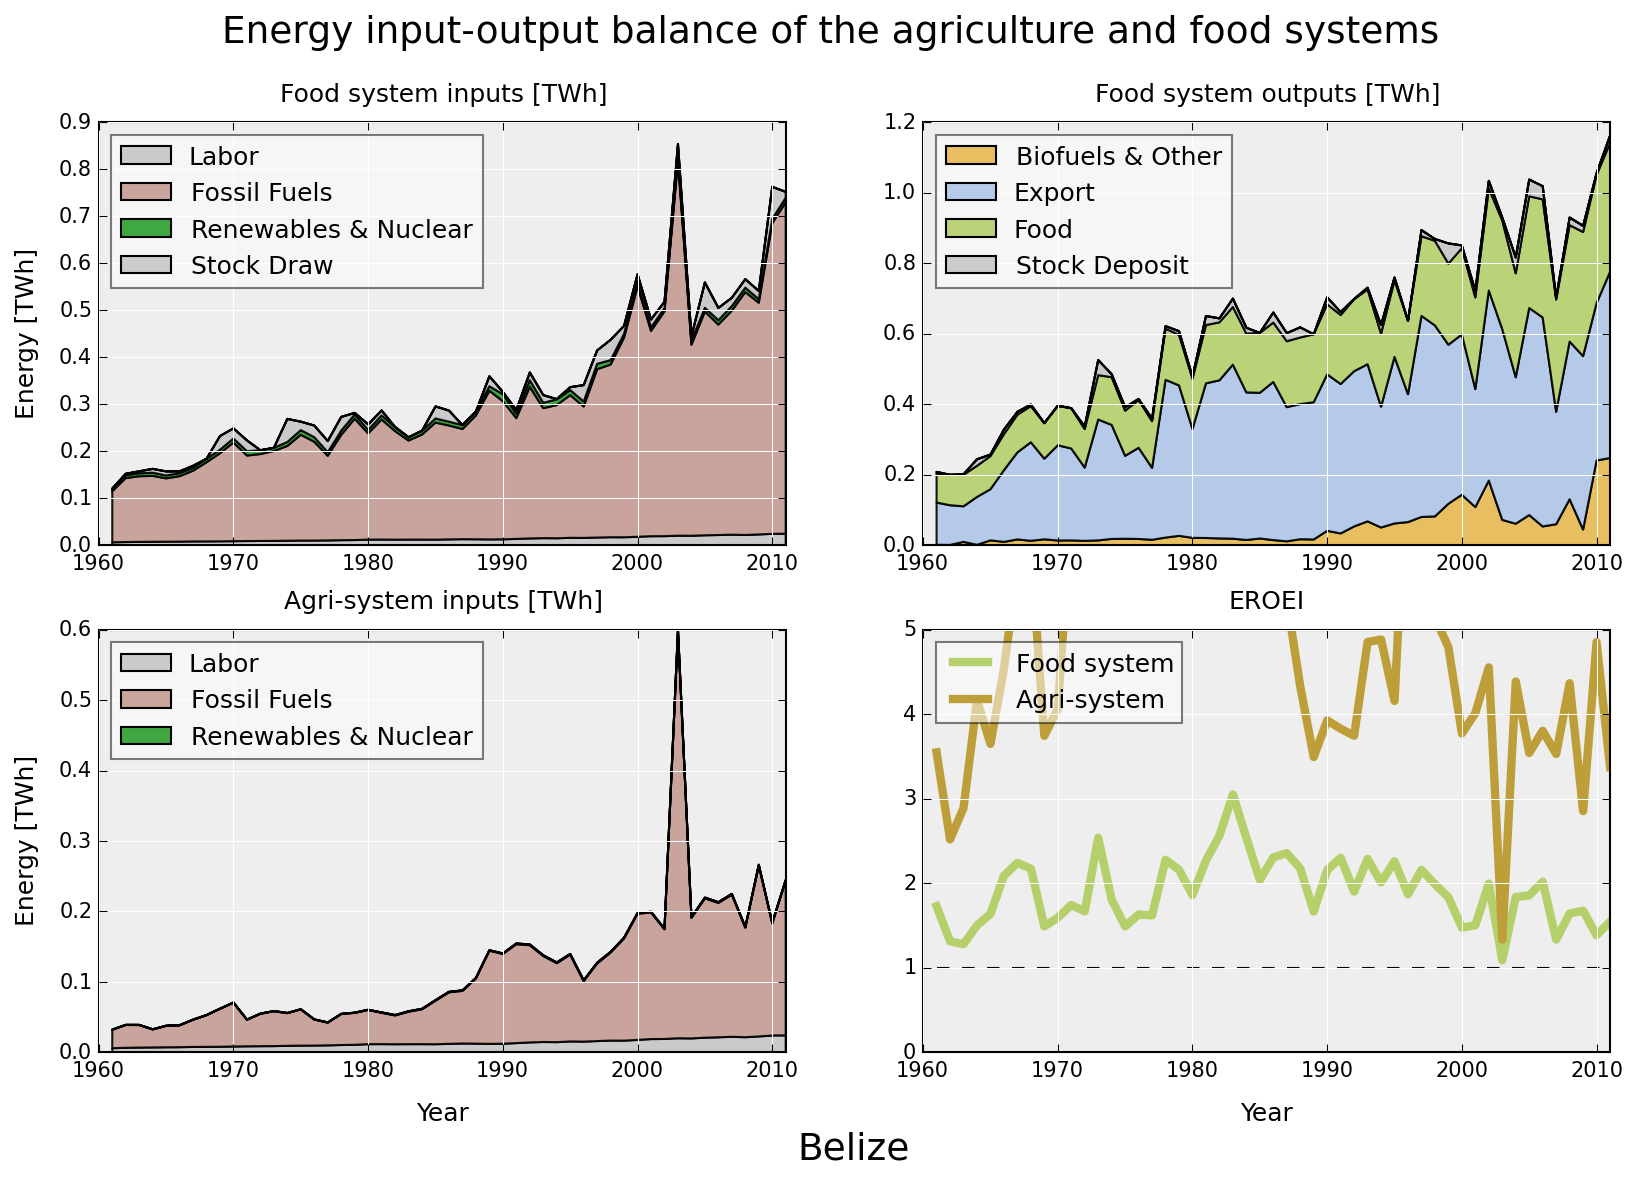 Energy input-output balance of the agriculture and food systems
Food system inputs [TWh]
Energy [TWh]
0.9
0.8
0.7
0.6
0.5
0.4
0.3
0.2
0.1
0.0
Labor
Fossil Fuels
Renewables & Nuclear
Stock Draw
1960 1970 1980 1990 2000 2010
Food system outputs [TWh]
1.2
1.0
0.8
0.6
0.4
0.2
0.0
Biofuels & Other
Export
Food
Stock Deposit
1960 1970 1980 1990 2000 2010
Agri-system inputs [TWh]
Energy [TWh]
0.6
0.5
0.4
0.3
0.2
0.1
0.0
Labor
Fossil Fuels
Renewables & Nuclear
1960 1970 1980 1990 2000 2010
Year
EROEI
5
4
3
2
1
0
Food system
Agri-system
1960 1970 1980 1990 2000 2010
Year
Belize